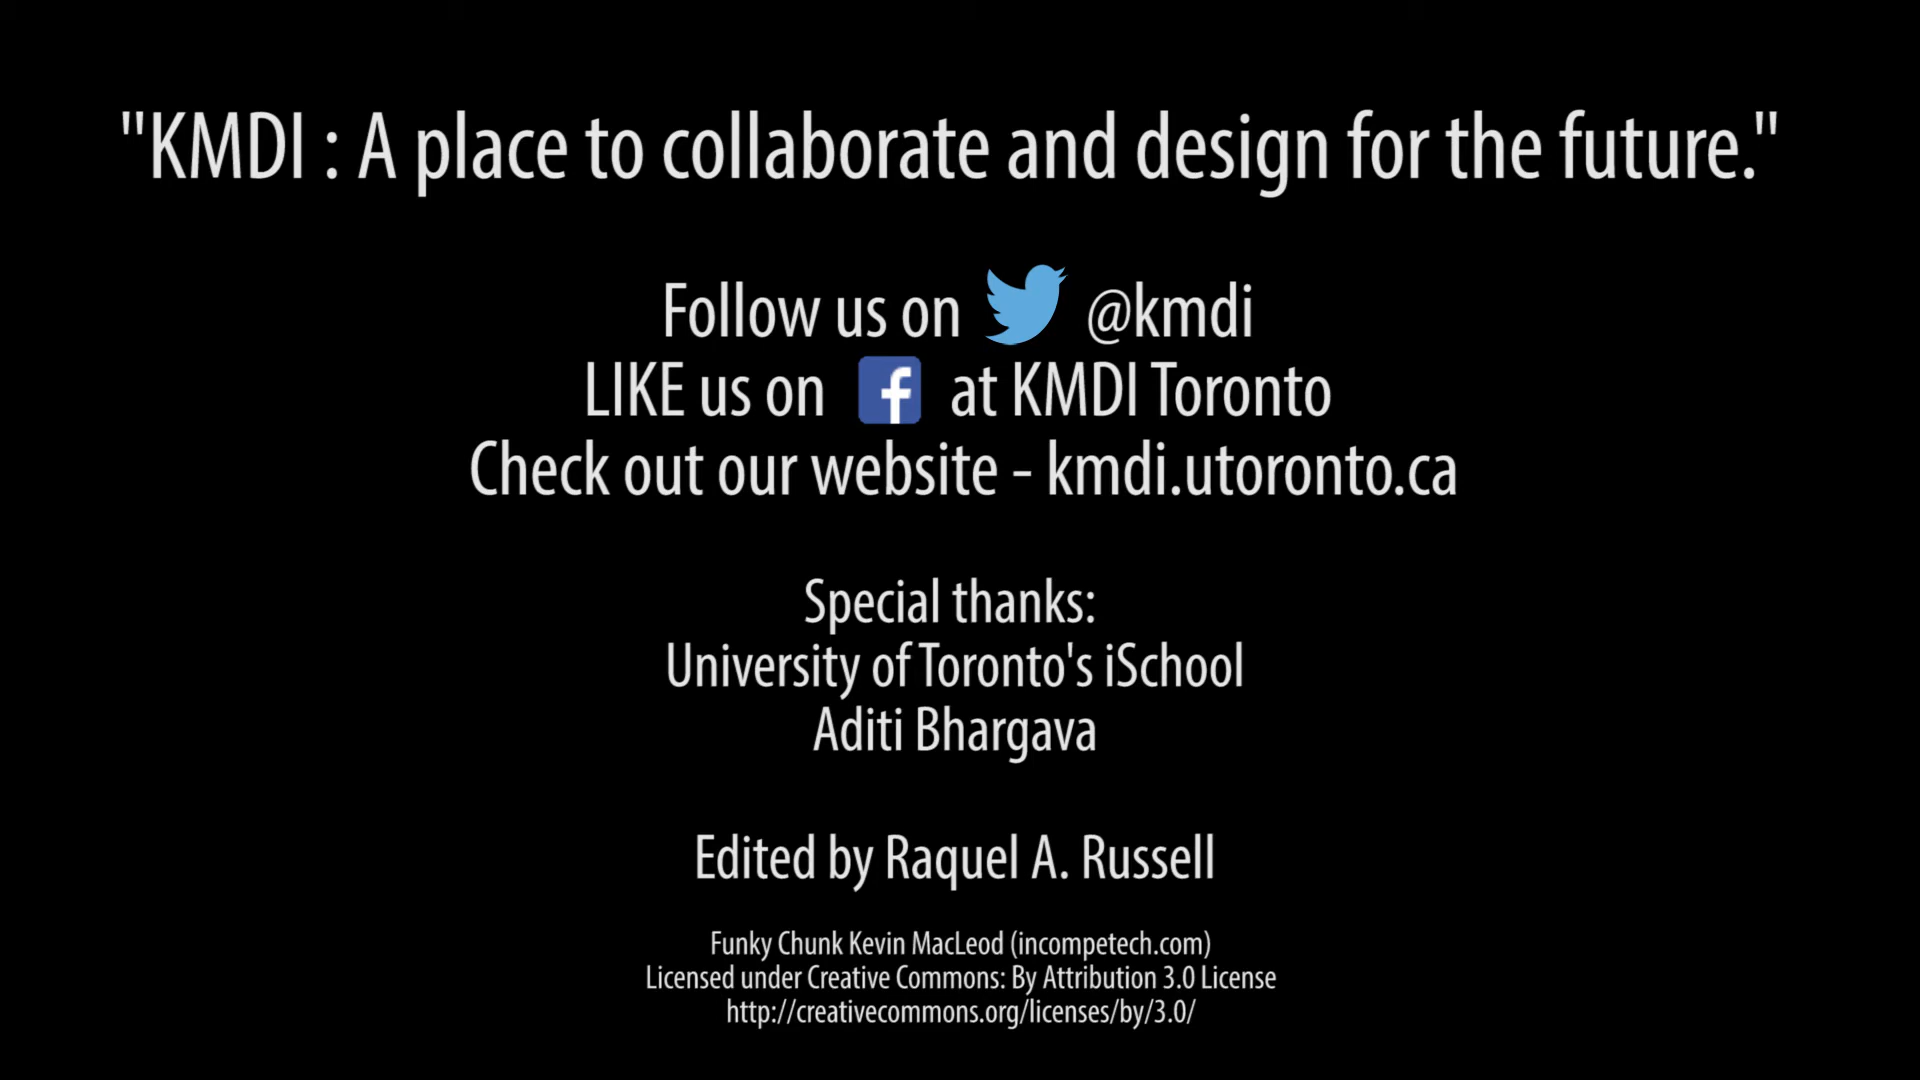 "KMDI : A place to collaborate and design for the future."
Follow us on @kmdi
LIKE us on f at KMDI Toronto
Check out our website - kmdi.utoronto.ca
Special thanks:
University of Toronto's iSchool
Aditi Bhargava
Edited by Raquel A. Russell
Funky Chunk Kevin MacLeod (incompetech.com)
Licensed under Creative Commons: By Attribution 3.0 License
http://creativecommons.org/licenses/by/3.0/